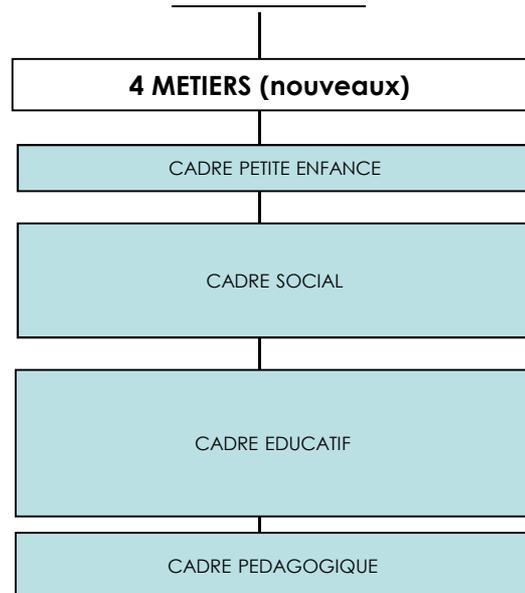 4 METIERS (nouveaux)
CADRE PETITE ENFANCE
CADRE SOCIAL
CADRE EDUCATIF
CADRE PEDAGOGIQUE